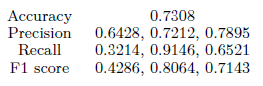 Accuracy 0.7308
Precision 0.6428, 0.7212, 0.7895
Recall 0.3214, 0.9146, 0.6521
F1 score 0.4286, 0.8064, 0.7143